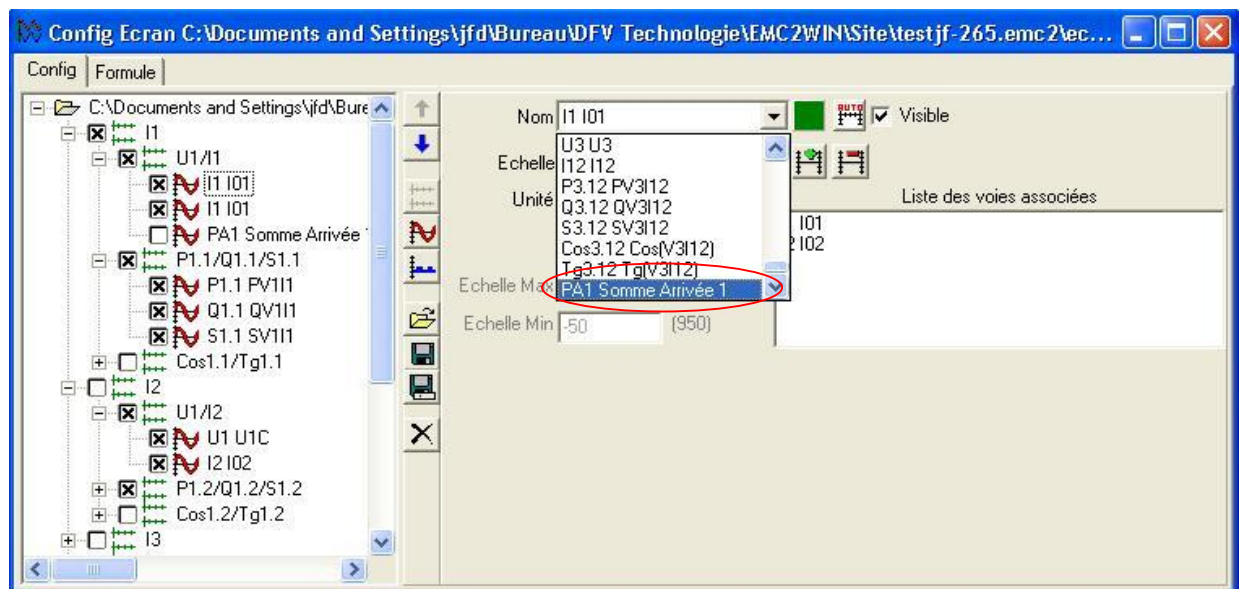 Config Ecran C:\Documents and Settings\jfd\Bureau\DFV Technologie\EMC2WIN\Site\testjf-265.emc2\ec...
Config
Formule
C:\Documents and Settings\jfd\Bure
I1
U1/I1
I1 I01
I1 I01
PA1 Somme Arrivée
P1.1/Q1.1/S1.1
P1.1 PV1I1
Q1.1 QV1I1
S1.1 SV1I1
Cos1.1/Tg1.1
I2
U1/I2
U1 U1C
I2 I02
P1.2/Q1.2/S1.2
Cos1.2/Tg1.2
I3
Nom I1 I01
AUTO
Visible
Echelle
Unité
U3 U3
I12 I12
P3.12 PV3I12
Q3.12 QV3I12
S3.12 SV3I12
Cos3.12 Cos(V3I12)
Tg3.12 Tg(V3I12)
PA1 Somme Arrivée 1
Liste des voies associées
I01
2 I02
Echelle Max
Echelle Min -50 (950)